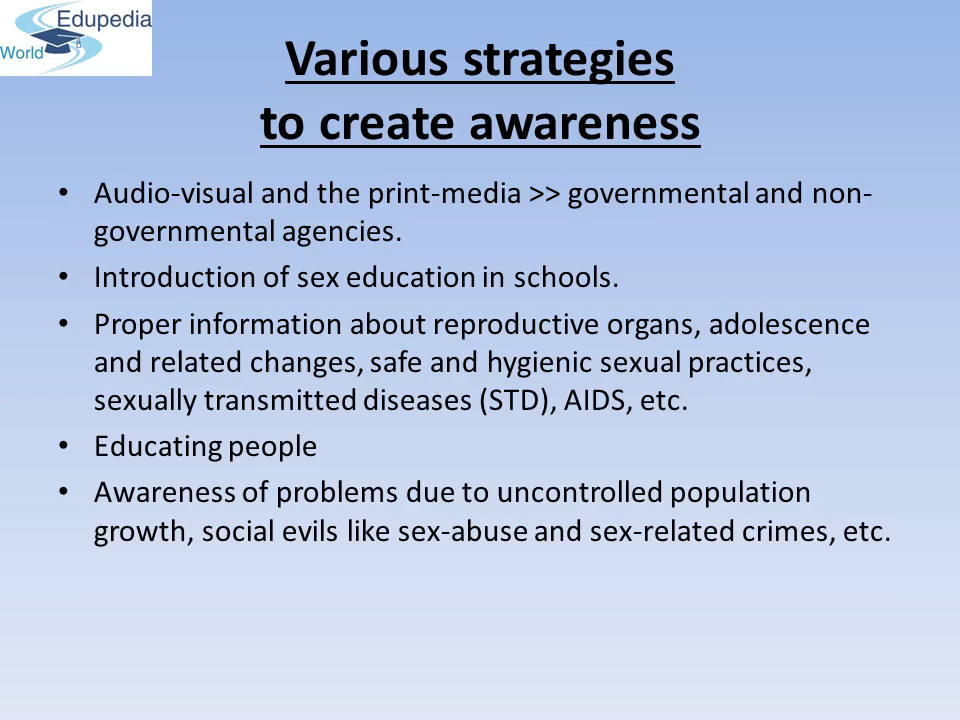 Edupedia
World
Various strategies
to create awareness
• Audio-visual and the print-media >> governmental and non-
governmental agencies.
• Introduction of sex education in schools.
• Proper information about reproductive organs, adolescence
and related changes, safe and hygienic sexual practices,
sexually transmitted diseases (STD), AIDS, etc.
• Educating people
• Awareness of problems due to uncontrolled population
growth, social evils like sex-abuse and sex-related crimes, etc.